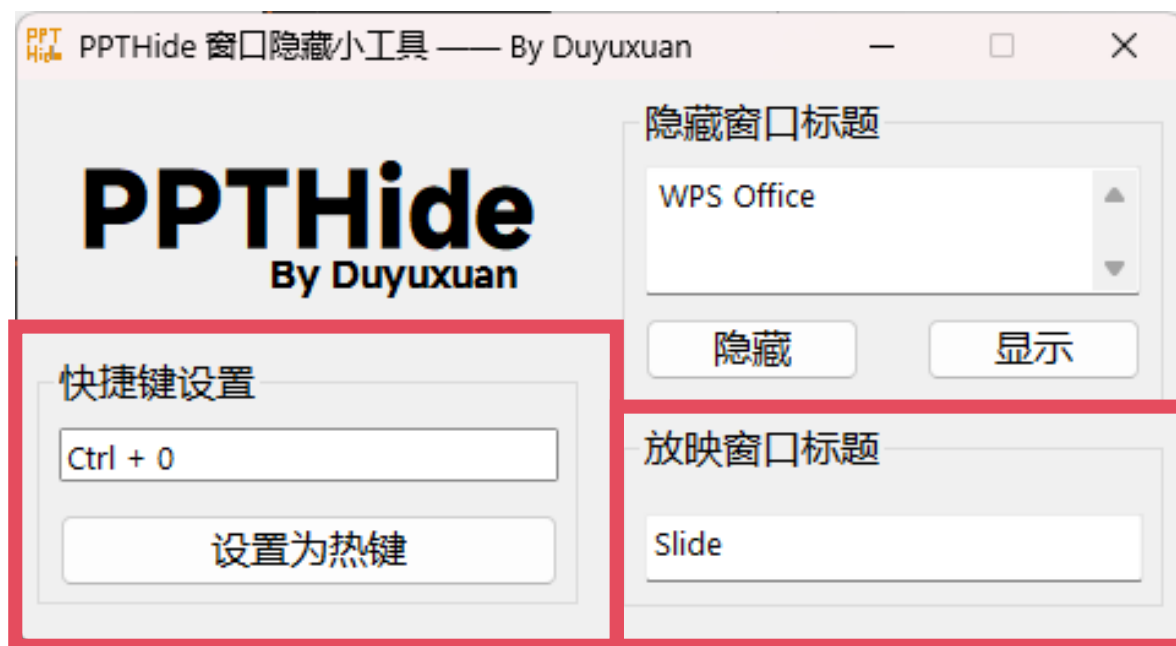 PPT
Hide
PPTHide 窗口隐藏小工具 —— By Duyuxuan
PPTHide
By Duyuxuan
隐藏窗口标题
WPS Office
隐藏
显示
快捷键设置
Ctrl + 0
设置为热键
放映窗口标题
Slide